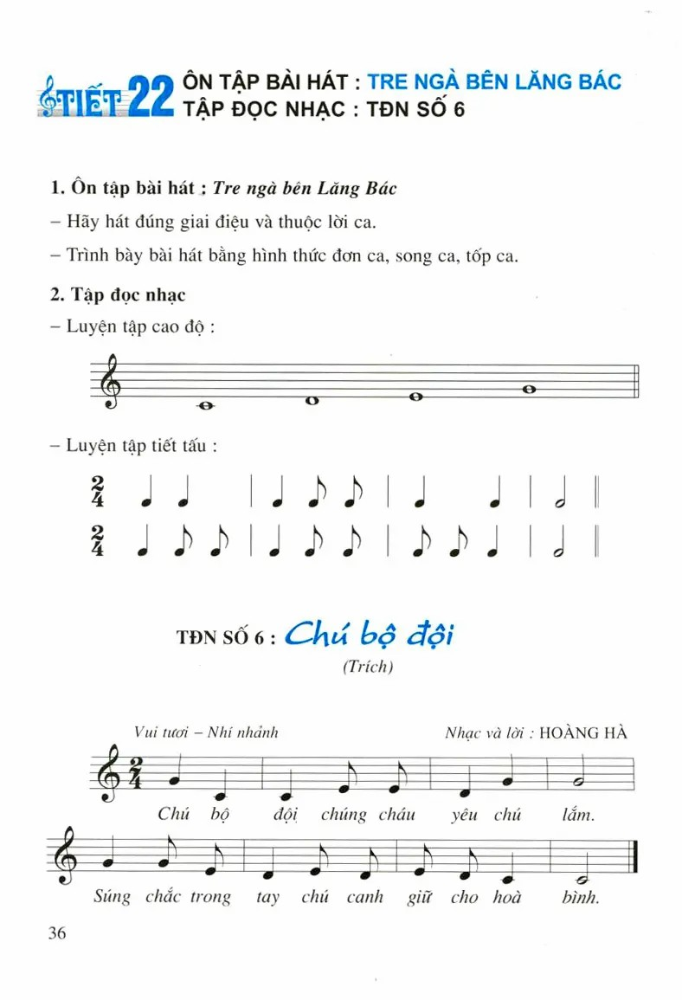 TIẾT 22 ÔN TẬP BÀI HÁT : TRE NGÀ BÊN LĂNG BÁC
TẬP ĐỌC NHẠC : TĐN SỐ 6
1. Ôn tập bài hát : Tre ngà bên Lăng Bác
– Hãy hát đúng giai điệu và thuộc lời ca.
– Trình bày bài hát bằng hình thức đơn ca, song ca, tốp ca.
2. Tập đọc nhạc
– Luyện tập cao độ :
– Luyện tập tiết tấu :
2
4
2
4
TĐN SỐ 6 : Chú bộ đội
(Trích)
Vui tươi – Nhí nhảnh Nhạc và lời : HOÀNG HÀ
2
4
Chú bộ đội chúng cháu yêu chú lắm.
Súng chắc trong tay chú canh giữ cho hoà bình.
36